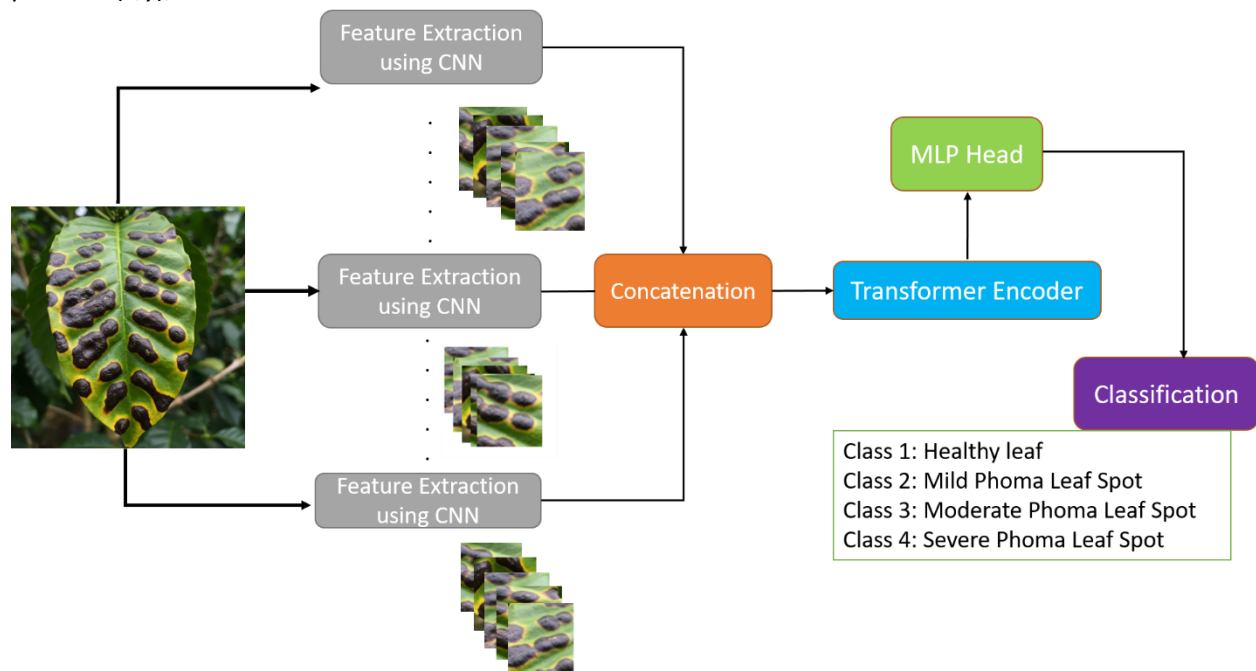 Feature Extraction
using CNN
Feature Extraction
using CNN
Feature Extraction
using CNN
Concatenation
Transformer Encoder
MLP Head
Classification
Class 1: Healthy leaf
Class 2: Mild Phoma Leaf Spot
Class 3: Moderate Phoma Leaf Spot
Class 4: Severe Phoma Leaf Spot